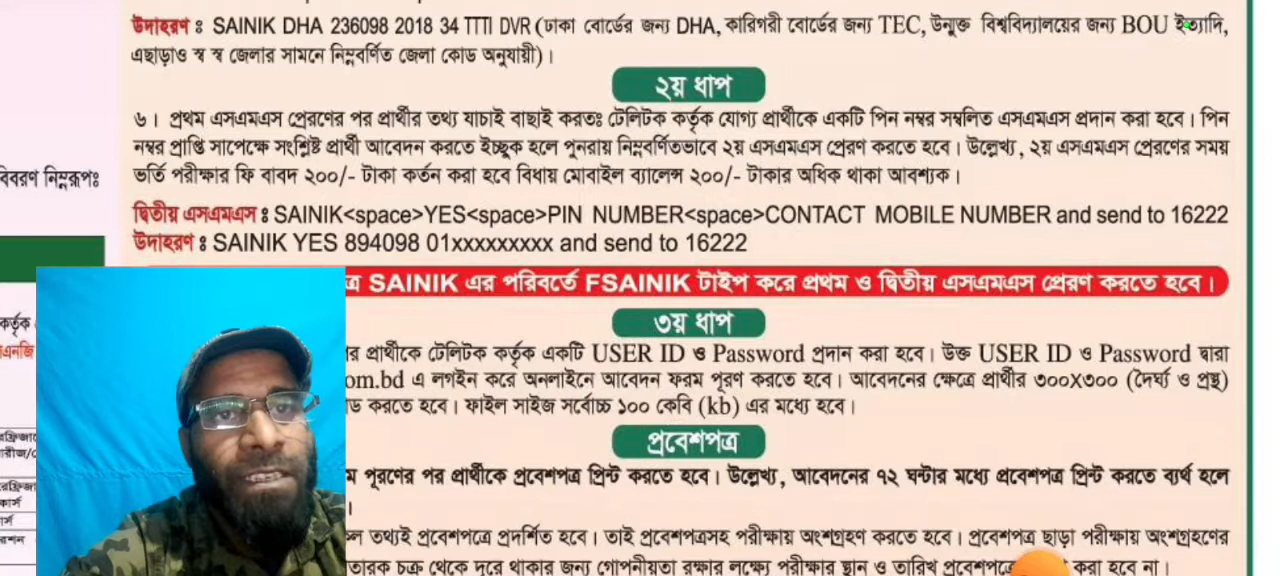 উদাহরণ ঃ SAINIK DHA 236098 2018 34 TTTI DVR (ঢাকা বোর্ডের জন্য DHA, কারিগরী বোর্ডের জন্য TEC, উন্মুক্ত বিশ্ববিদ্যালয়ের জন্য BOU ইত্যাদি,
এছাড়াও স্ব স্ব জেলার সামনে নিম্নবর্ণিত জেলা কোড অনুযায়ী)।
২য় ধাপ
৬। প্রথম এসএমএস প্রেরণের পর প্রার্থীর তথ্য যাচাই বাছাই করতঃ টেলিটক কর্তৃক যোগ্য প্রার্থীকে একটি পিন নম্বর সম্বলিত এসএমএস প্রদান করা হবে। পিন
নম্বর প্রাপ্তি সাপেক্ষে সংশ্লিষ্ট প্রার্থী আবেদন করতে ইচ্ছুক হলে পুনরায় নিম্নবর্ণিতভাবে ২য় এসএমএস প্রেরণ করতে হবে। উল্লেখ্য, ২য় এসএমএস প্রেরণের সময়
ভর্তি পরীক্ষার ফি বাবদ ২০০/- টাকা কর্তন করা হবে বিধায় মোবাইল ব্যালেন্স ২০০/- টাকার অধিক থাকা আবশ্যক।
বিবরণ নিম্নরূপঃ
দ্বিতীয় এসএমএস ঃ SAINIK<space>YES<space>PIN NUMBER<space>CONTACT MOBILE NUMBER and send to 16222
উদাহরণ ঃ SAINIK YES 894098 01xxxxxxxxx and send to 16222
SAINIK এর পরিবর্তে FSAINIK টাইপ করে প্রথম ও দ্বিতীয় এসএমএস প্রেরণ করতে হবে।
৩য় ধাপ
কর্তৃক
র প্রার্থীকে টেলিটক কর্তৃক একটি USER ID ও Password প্রদান করা হবে। উক্ত USER ID ও Password দ্বারা
om.bd এ লগইন করে অনলাইনে আবেদন ফরম পূরণ করতে হবে। আবেদনের ক্ষেত্রে প্রার্থীর ৩০০X৩০০ (দৈর্ঘ্য ও প্রস্থ)
ড করতে হবে। ফাইল সাইজ সর্বোচ্চ ১০০ কেবি (kb) এর মধ্যে হবে।
প্রবেশপত্র
ম পূরণের পর প্রার্থীকে প্রবেশপত্র প্রিন্ট করতে হবে। উল্লেখ্য, আবেদনের ৭২ ঘন্টার মধ্যে প্রবেশপত্র প্রিন্ট করতে ব্যর্থ হলে
।
ল তথ্যই প্রবেশপত্রে প্রদর্শিত হবে। তাই প্রবেশপত্রসহ পরীক্ষায় অংশগ্রহণ করতে হবে। প্রবেশপত্র ছাড়া পরীক্ষায় অংশগ্রহণের
তারক চক্র থেকে দূরে থাকার জন্য গোপনীয়তা রক্ষার লক্ষ্যে পরীক্ষার স্থান ও তারিখ প্রবেশপত্রে করা হবে না।